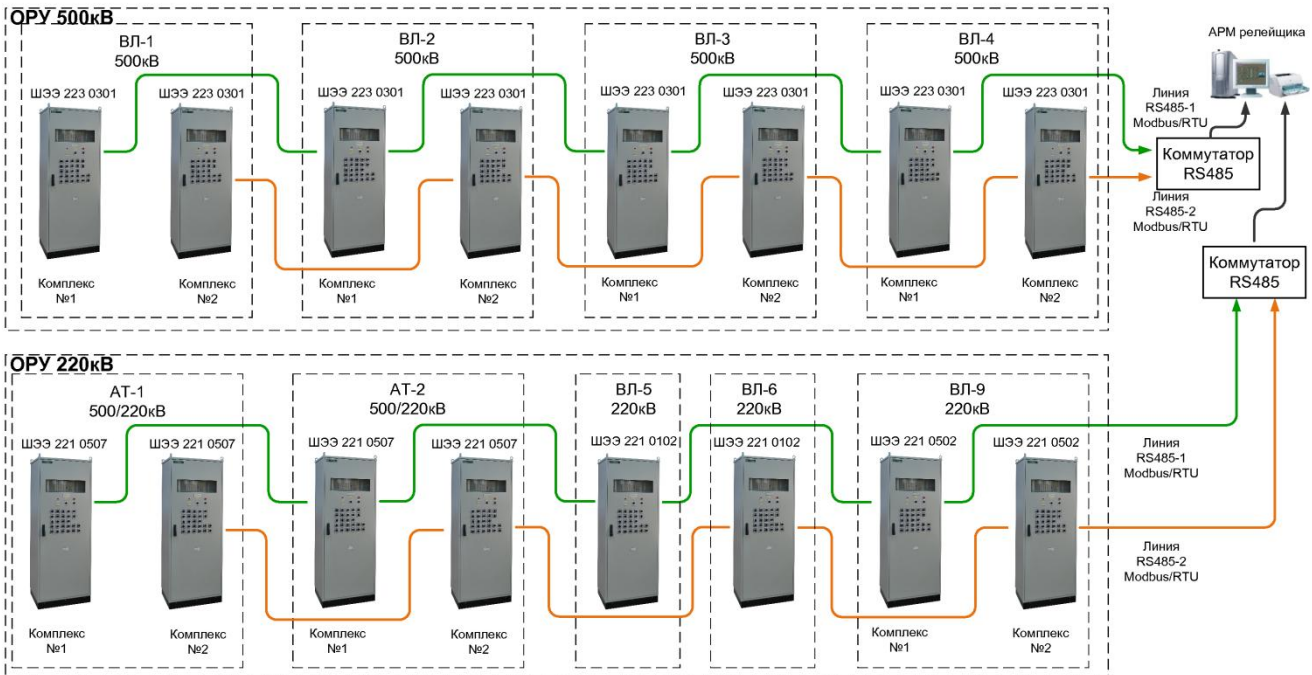 ОРУ 500кВ
ВЛ-1
500кВ
ВЛ-2
500кВ
ВЛ-3
500кВ
ВЛ-4
500кВ
АРМ релейщика
ШЭЭ 223 0301
ШЭЭ 223 0301
ШЭЭ 223 0301
ШЭЭ 223 0301
ШЭЭ 223 0301
ШЭЭ 223 0301
ШЭЭ 223 0301
ШЭЭ 223 0301
Линия
RS485-1
Modbus/RTU
Коммутатор
RS485
Линия
RS485-2
Modbus/RTU
Комплекс
№1
Комплекс
№2
Комплекс
№1
Комплекс
№2
Комплекс
№1
Комплекс
№2
Комплекс
№1
Комплекс
№2
Коммутатор
RS485
ОРУ 220кВ
АТ-1
500/220кВ
АТ-2
500/220кВ
ВЛ-5
220кВ
ВЛ-6
220кВ
ВЛ-9
220кВ
ШЭЭ 221 0507
ШЭЭ 221 0507
ШЭЭ 221 0507
ШЭЭ 221 0507
ШЭЭ 221 0102
ШЭЭ 221 0102
ШЭЭ 221 0502
ШЭЭ 221 0502
Линия
RS485-1
Modbus/RTU
Линия
RS485-2
Modbus/RTU
Комплекс
№1
Комплекс
№2
Комплекс
№1
Комплекс
№2
Комплекс
№1
Комплекс
№2